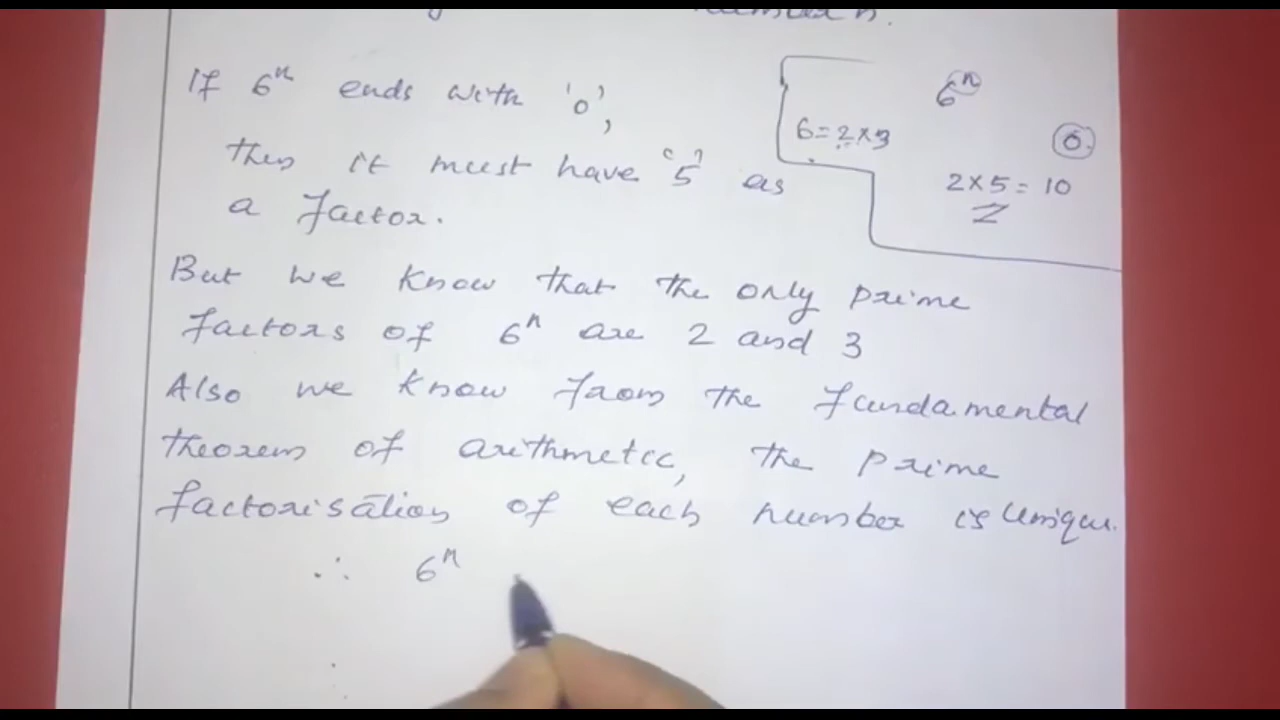 If 6ⁿ ends with '0',
then it must have '5' as
a factor.
6ⁿ
6 = 2 × 3
0
2 × 5 = 10
But we know that the only prime
factors of 6ⁿ are 2 and 3
Also we know from the fundamental
theorem of arithmetic, the prime
factorisation of each number is unique.
∴ 6ⁿ